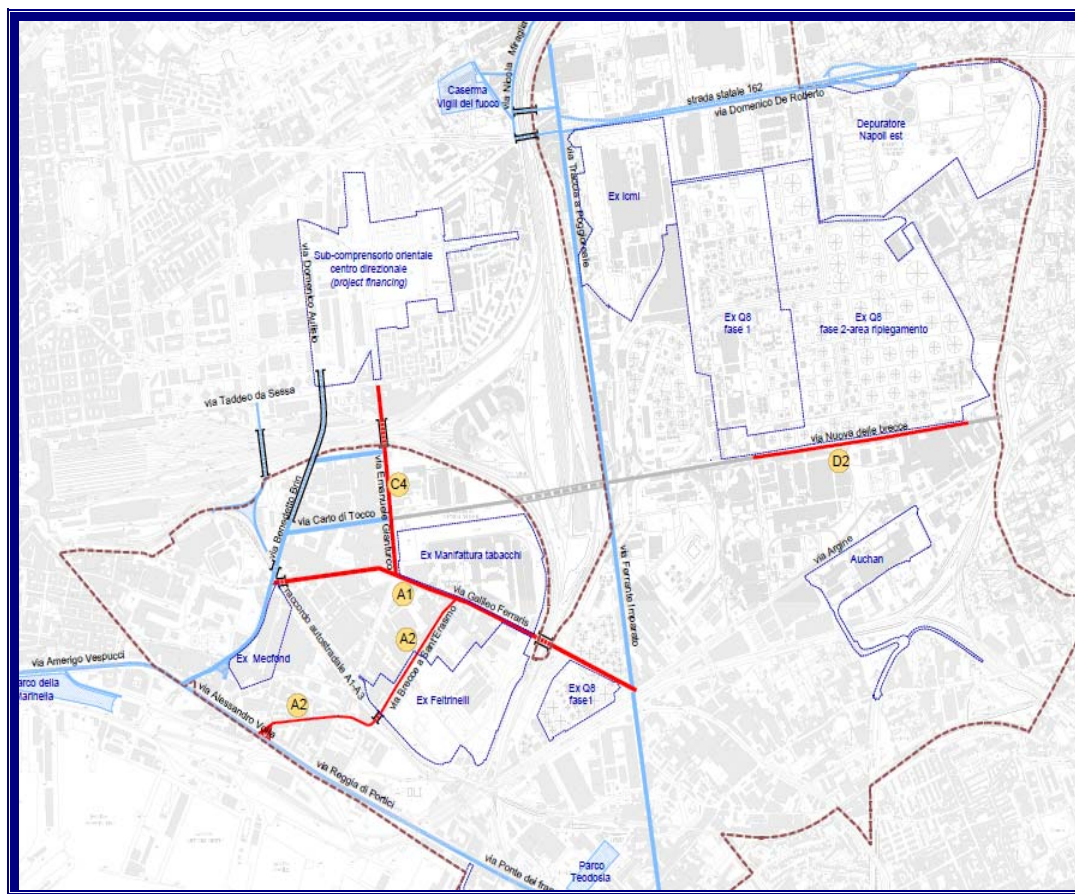 via Nicola Miraglia
Caserma
Vigili del fuoco
strada statale 162
via Domenico De Roberto
Depuratore
Napoli est
via Traccia a Poggioreale
Ex Icmi
via Domenico Aulisio
Sub-comprensorio orientale
centro direzionale
(project financing)
Ex Q8
fase 1
Ex Q8
fase 2-area ripiegamento
via Taddeo da Sessa
via Nuova delle brecce
D2
via Emanuele Gianturco
C4
via Benedetto Brin
via Carlo di Tocco
Ex Manifattura tabacchi
via Argine
Auchan
via Ferrante Imparato
A1
via Galileo Ferraris
raccordo autostradale A1-A3
A2
via Brecce a Sant'Erasmo
via Amerigo Vespucci
Ex Mecfond
Parco della
Marinella
via Alessandro Volta
A2
Ex Feltrinelli
Ex Q8
fase1
via Reggia di Portici
via Ponte dei
Parco
Teodosia